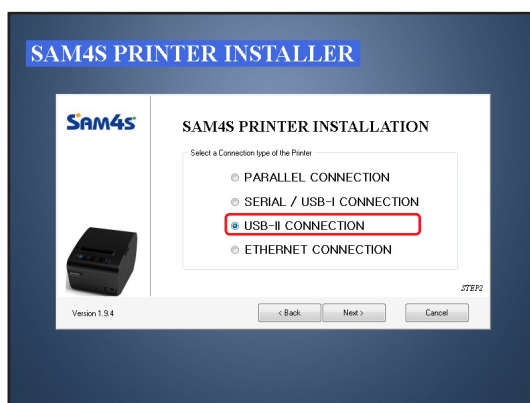 SAM4S PRINTER INSTALLER
SAM4S
SAM4S PRINTER INSTALLATION
Select a Connection type of the Printer
PARALLEL CONNECTION
SERIAL / USB-I CONNECTION
USB-II CONNECTION
ETHERNET CONNECTION
STEP2
Version 1.9.4
< Back
Next >
Cancel